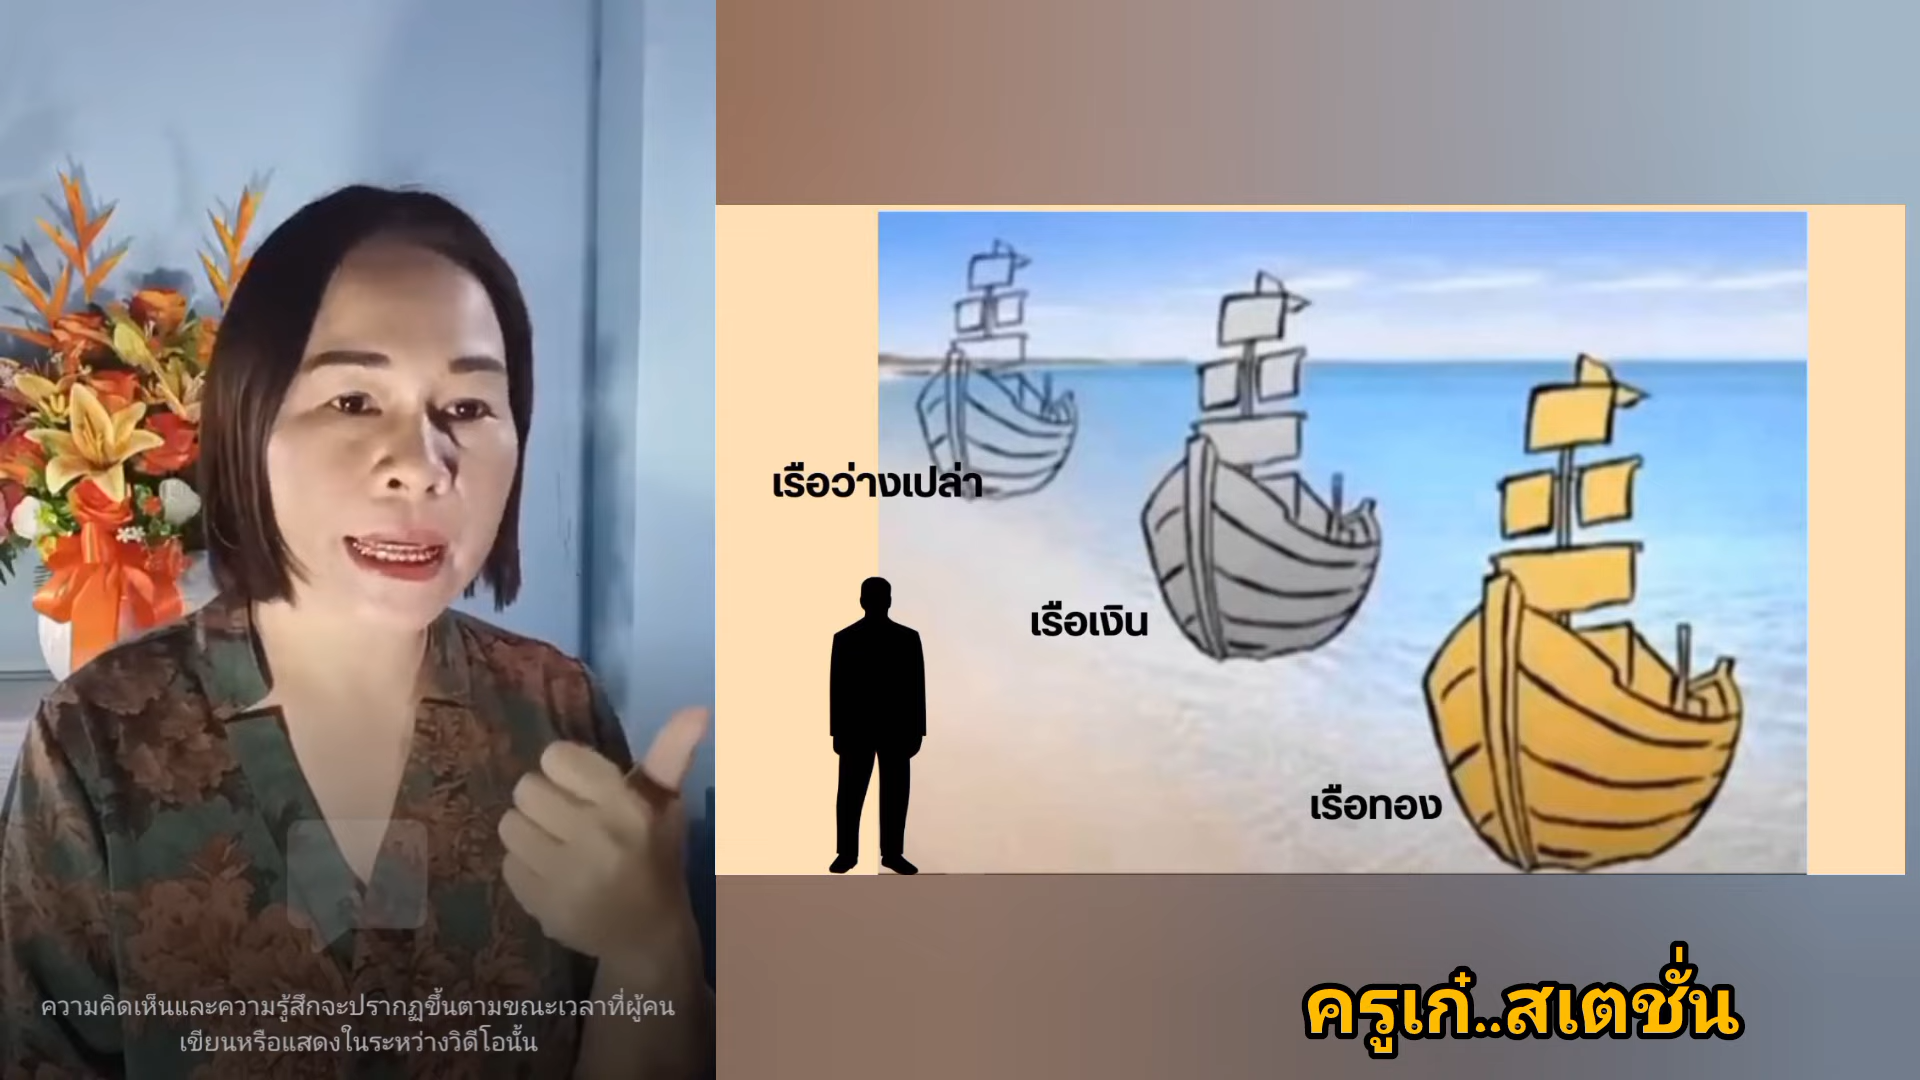 เรือว่างเปล่า
เรือเงิน
เรือทอง
ความคิดเห็นและความรู้สึกจะปรากฏขึ้นตามขณะเวลาที่ผู้คน
เขียนหรือแสดงในระหว่างวิดีโอนั้น
ครูเก๋..สเตชั่น